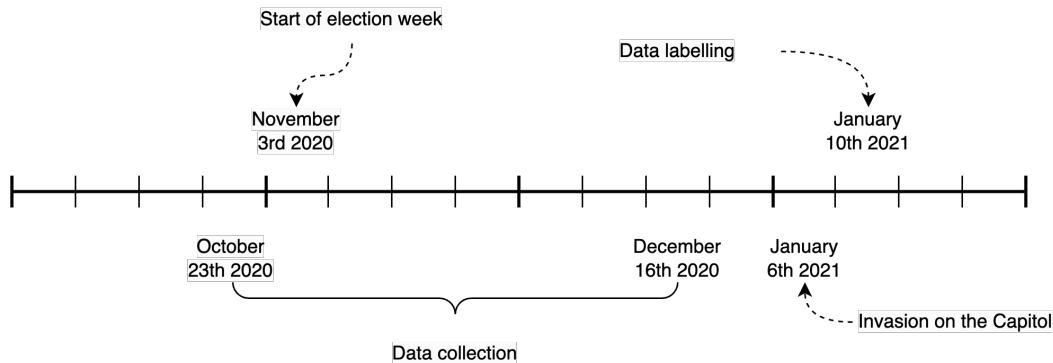 Start of election week
Data labelling
November
3rd 2020
January
10th 2021
October
23th 2020
December
16th 2020
January
6th 2021
Invasion on the Capitol
Data collection